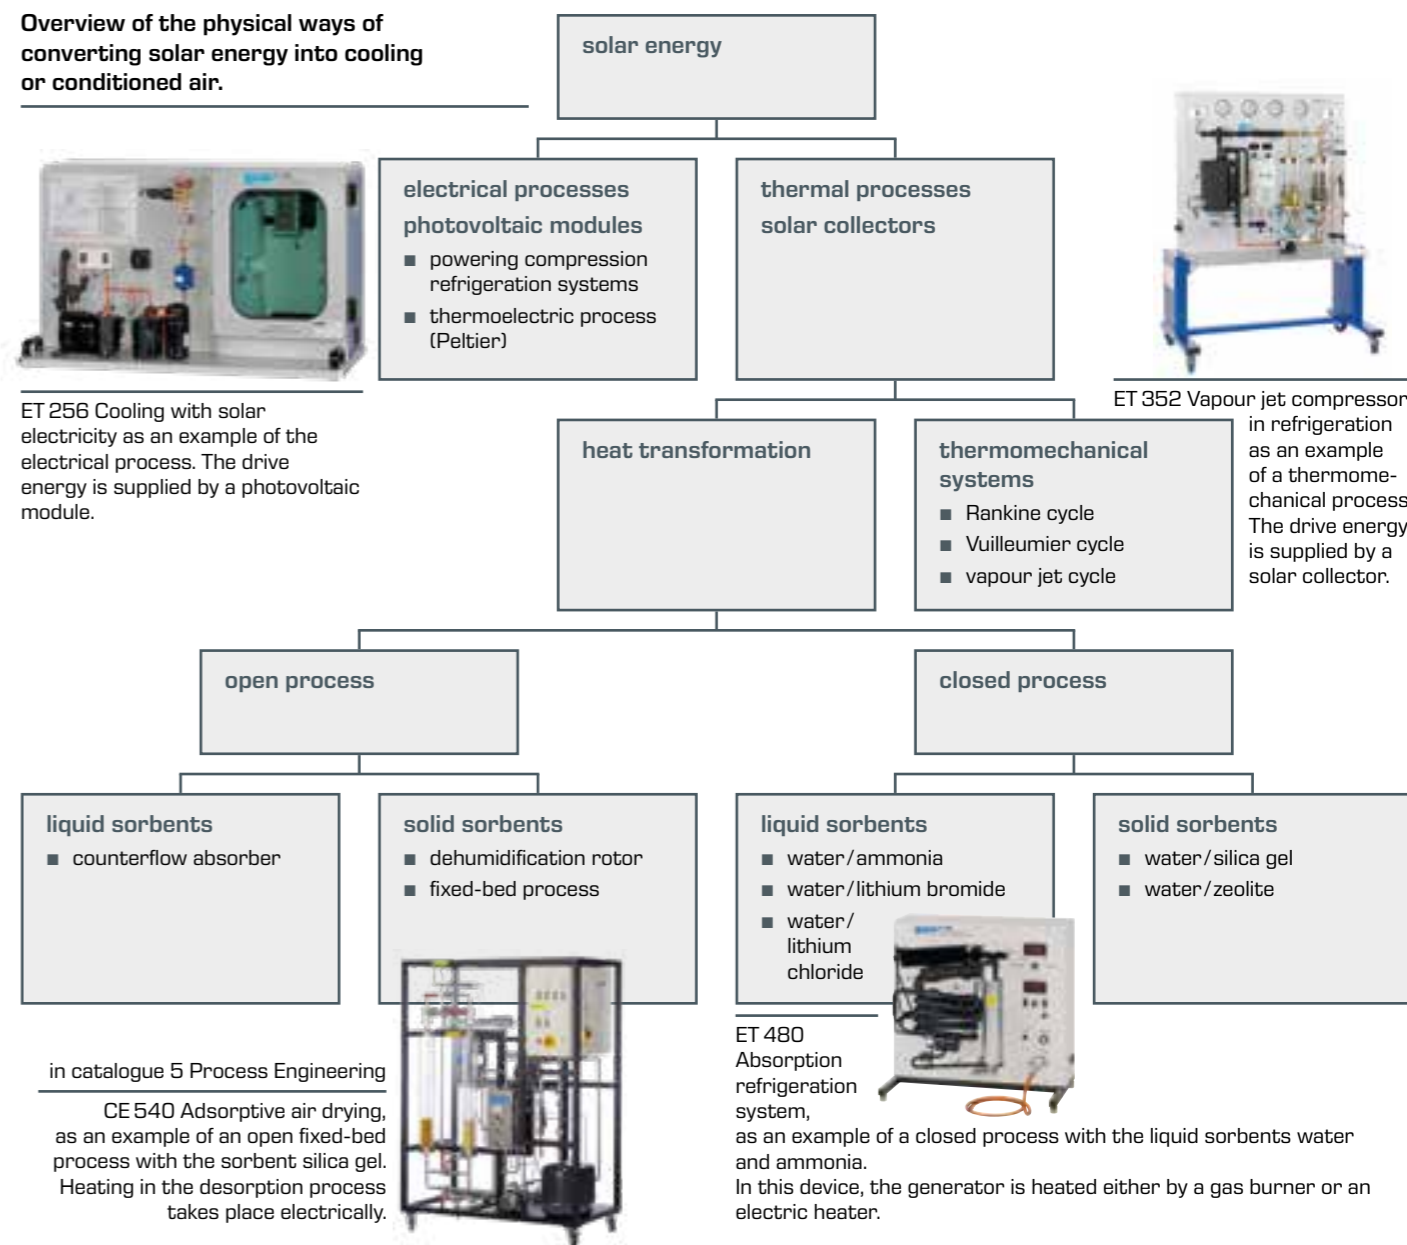 Overview of the physical ways of
converting solar energy into cooling
or conditioned air.
solar energy
electrical processes
photovoltaic modules
■ powering compression
refrigeration systems
■ thermoelectric process
(Peltier)
thermal processes
solar collectors
ET 256 Cooling with solar
electricity as an example of the
electrical process. The drive
energy is supplied by a photovoltaic
module.
heat transformation
thermomechanical
systems
■ Rankine cycle
■ Vuilleumier cycle
■ vapour jet cycle
ET 352 Vapour jet compressor
in refrigeration
as an example
of a thermome-
chanical process
The drive energy
is supplied by a
solar collector.
open process
closed process
liquid sorbents
■ counterflow absorber
solid sorbents
■ dehumidification rotor
■ fixed-bed process
liquid sorbents
■ water/ammonia
■ water/lithium bromide
■ water/
lithium
chloride
solid sorbents
■ water/silica gel
■ water/zeolite
in catalogue 5 Process Engineering
CE 540 Adsorptive air drying,
as an example of an open fixed-bed
process with the sorbent silica gel.
Heating in the desorption process
takes place electrically.
ET 480
Absorption
refrigeration
system,
as an example of a closed process with the liquid sorbents water
and ammonia.
In this device, the generator is heated either by a gas burner or an
electric heater.